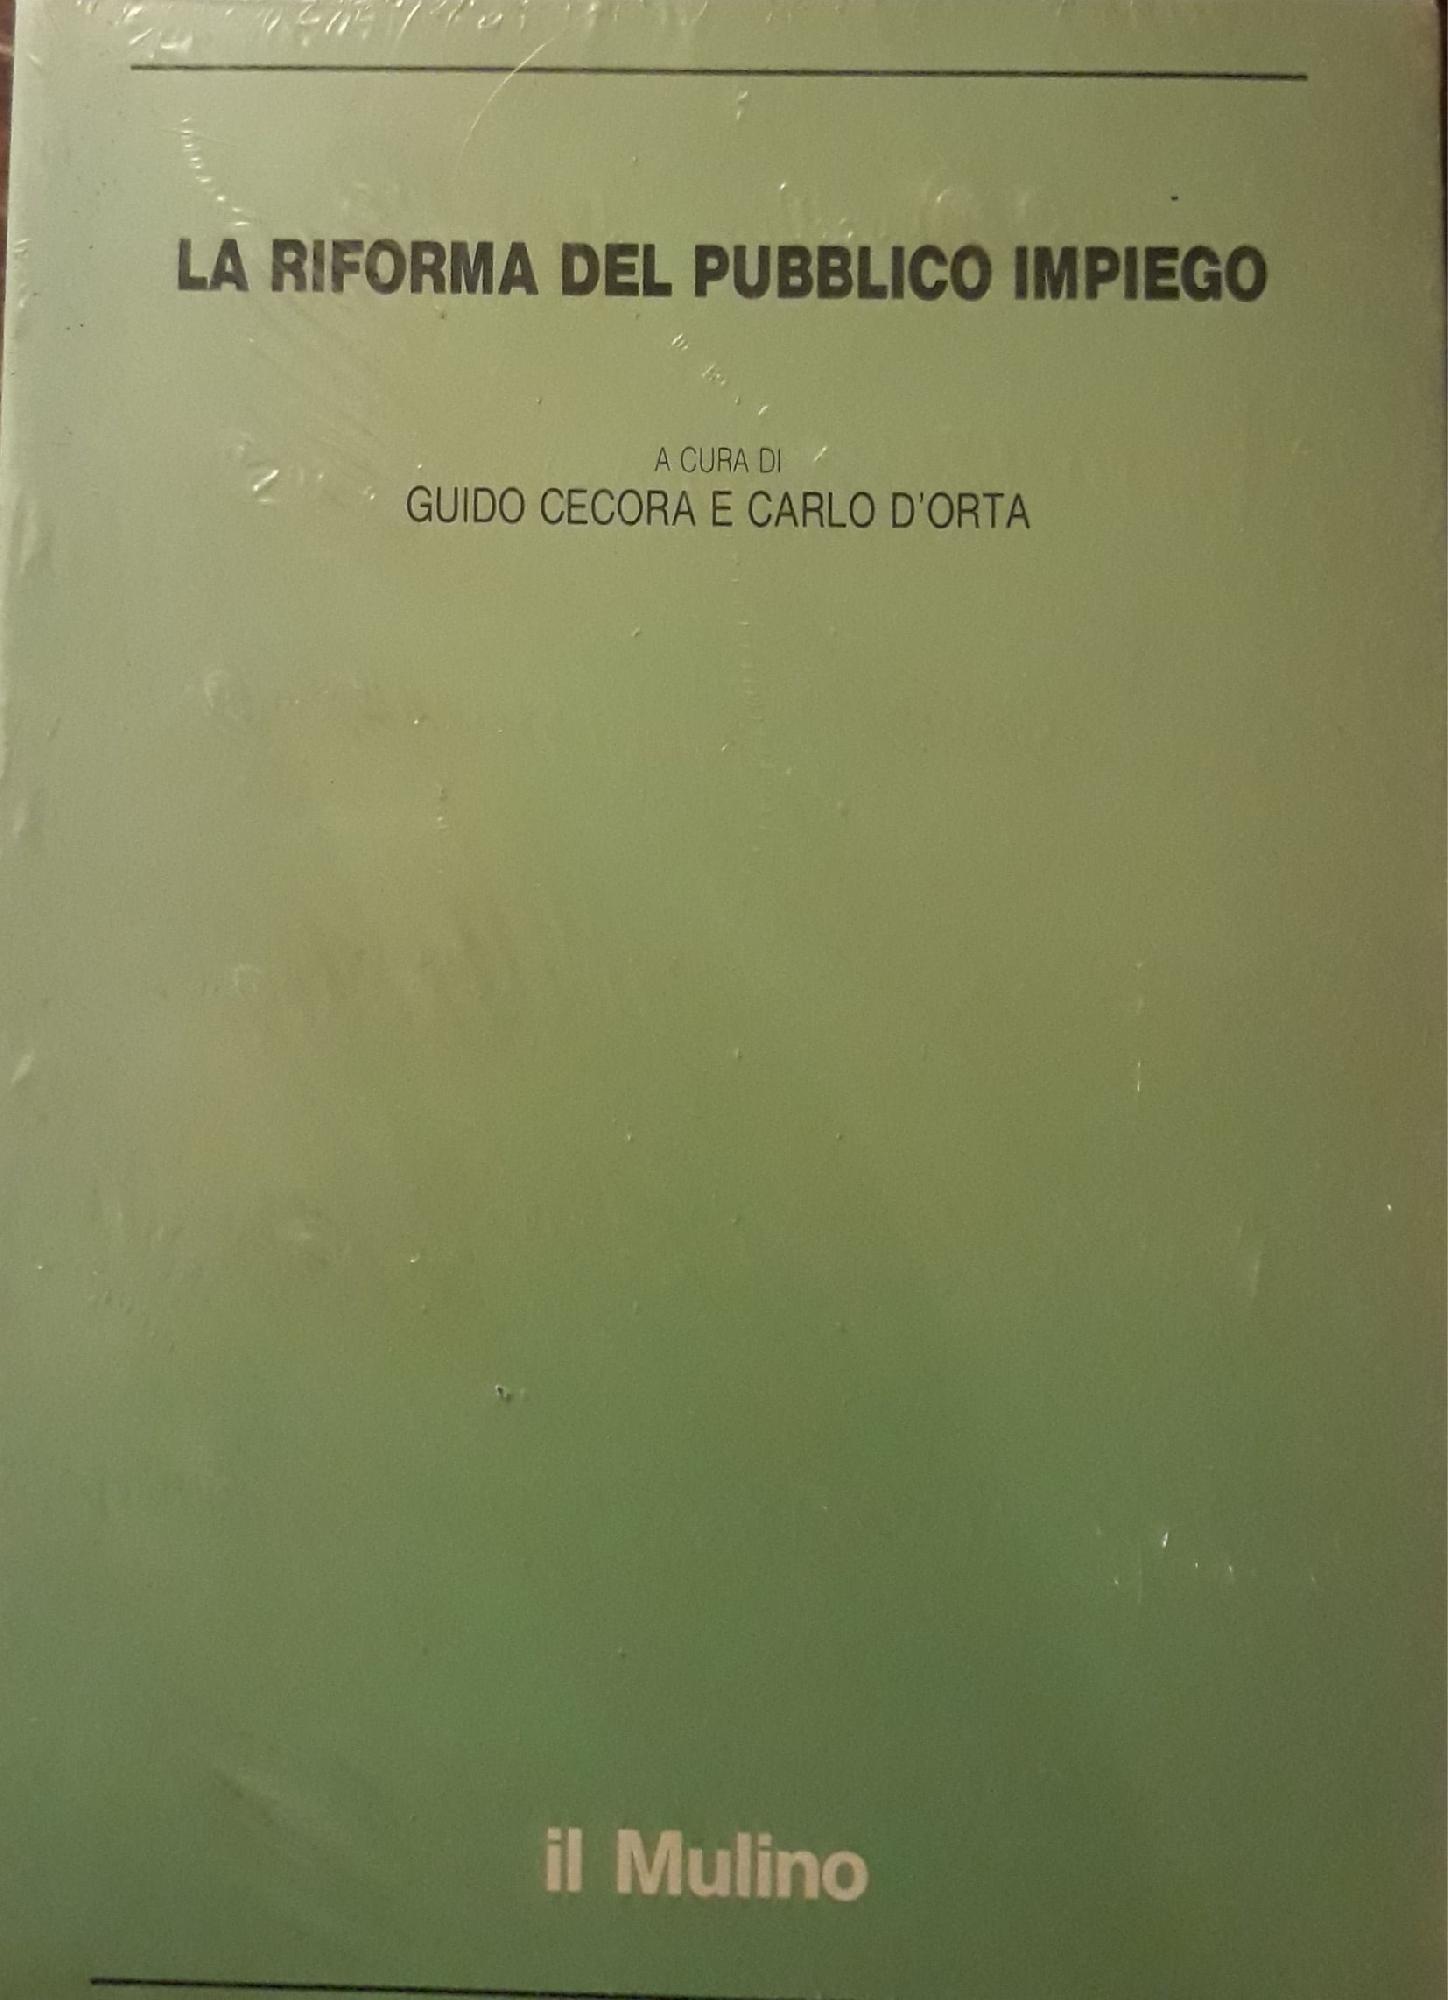 LA RIFORMA DEL PUBBLICO IMPIEGO
A CURA DI
GUIDO CECORA E CARLO D'ORTA
il Mulino